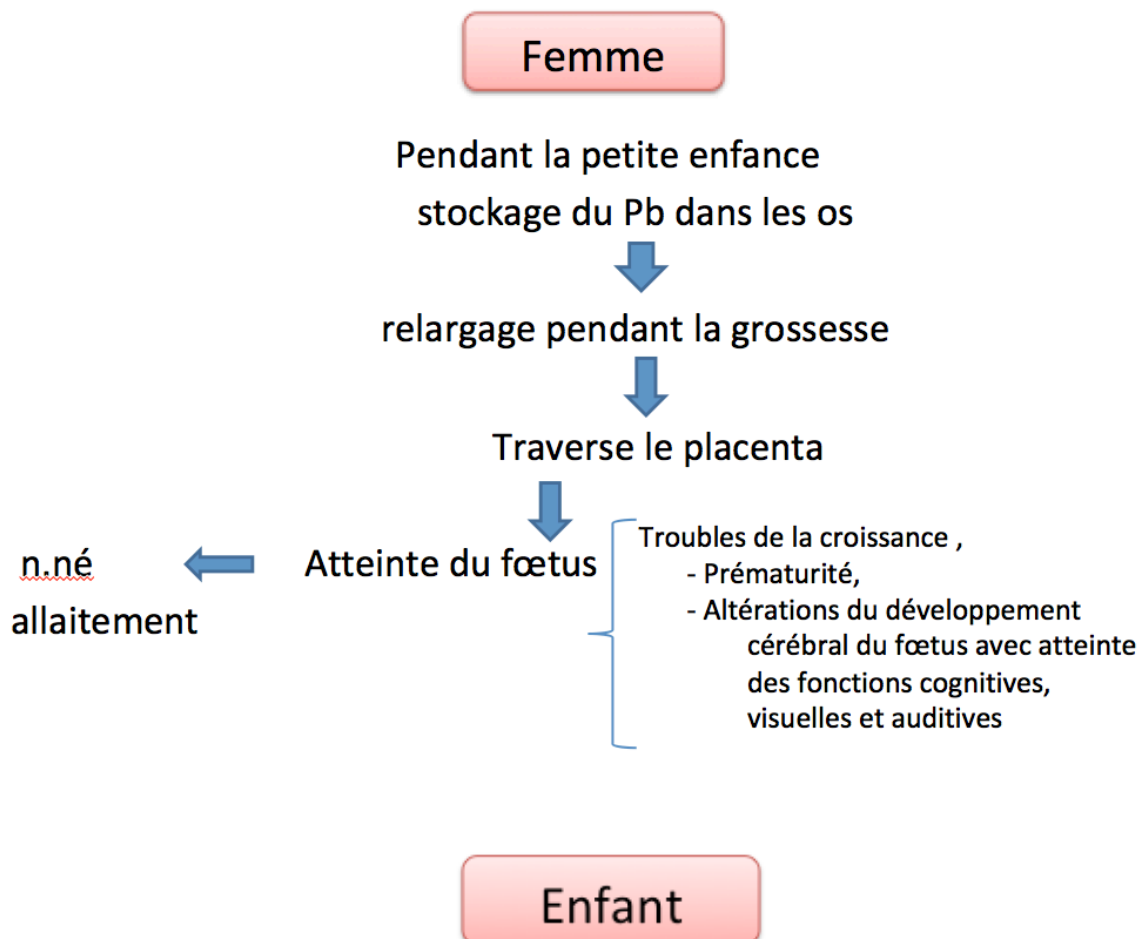 Femme
Pendant la petite enfance
stockage du Pb dans les os
relargage pendant la grossesse
Traverse le placenta
n.né
allaitement
Atteinte du fœtus
Troubles de la croissance ,
- Prématurité,
- Altérations du développement
cérébral du fœtus avec atteinte
des fonctions cognitives,
visuelles et auditives
Enfant